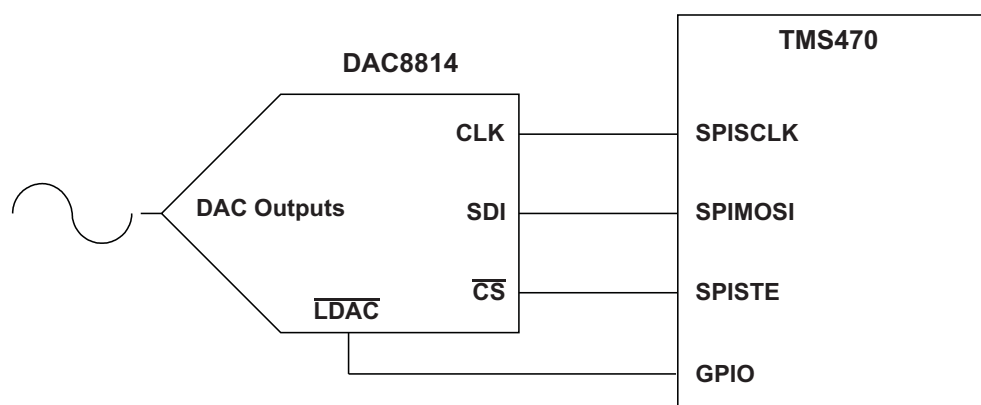 TMS470
DAC8814
CLK
SPISCLK
DAC Outputs
SDI
SPIMOSI
CS
SPISTE
LDAC
GPIO